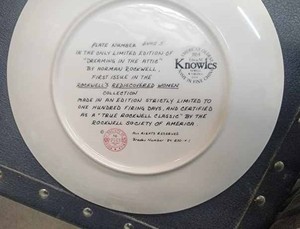 PLATE NUMBER
IN THE ONLY LIMITED EDITION OF
"DREAMING IN THE ATTIC"
BY NORMAN ROCKWELL,
FIRST ISSUE IN THE
ROCKWELL'S REDISCOVERED WOMEN
COLLECTION
MADE IN AN EDITION STRICTLY LIMITED TO
ONE HUNDRED FIRING DAYS, AND CERTIFIED
AS A "TRUE ROCKWELL CLASSIC" BY THE
ROCKWELL SOCIETY OF AMERICA
ALL RIGHTS RESERVED
Knowles